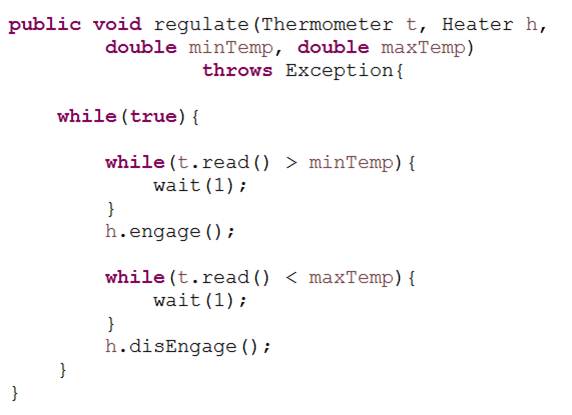 public void regulate(Thermometer t, Heater h,
        double minTemp, double maxTemp)
                throws Exception{
    while(true){
        while(t.read() > minTemp){
            wait(1);
        }
        h.engage();
        while(t.read() < maxTemp){
            wait(1);
        }
        h.disEngage();
    }
}